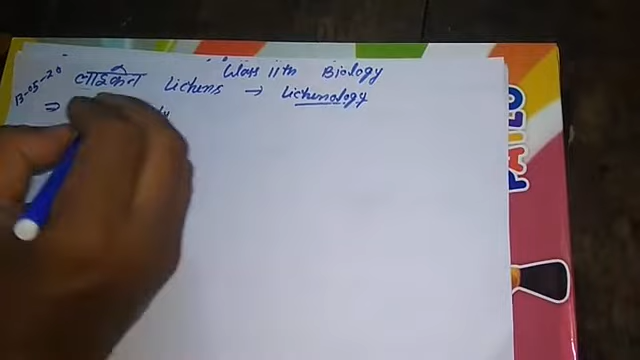 Class 11th Biology
13-05-20 लाइकेन Lichens → Lichenology
⇒